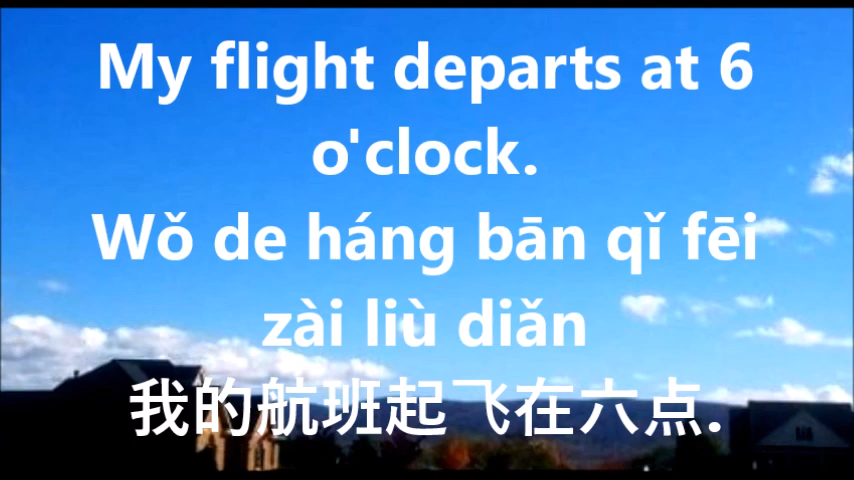 My flight departs at 6
o'clock.
Wǒ de háng bān qǐ fēi
zài liù diǎn
我的航班起飞在六点.